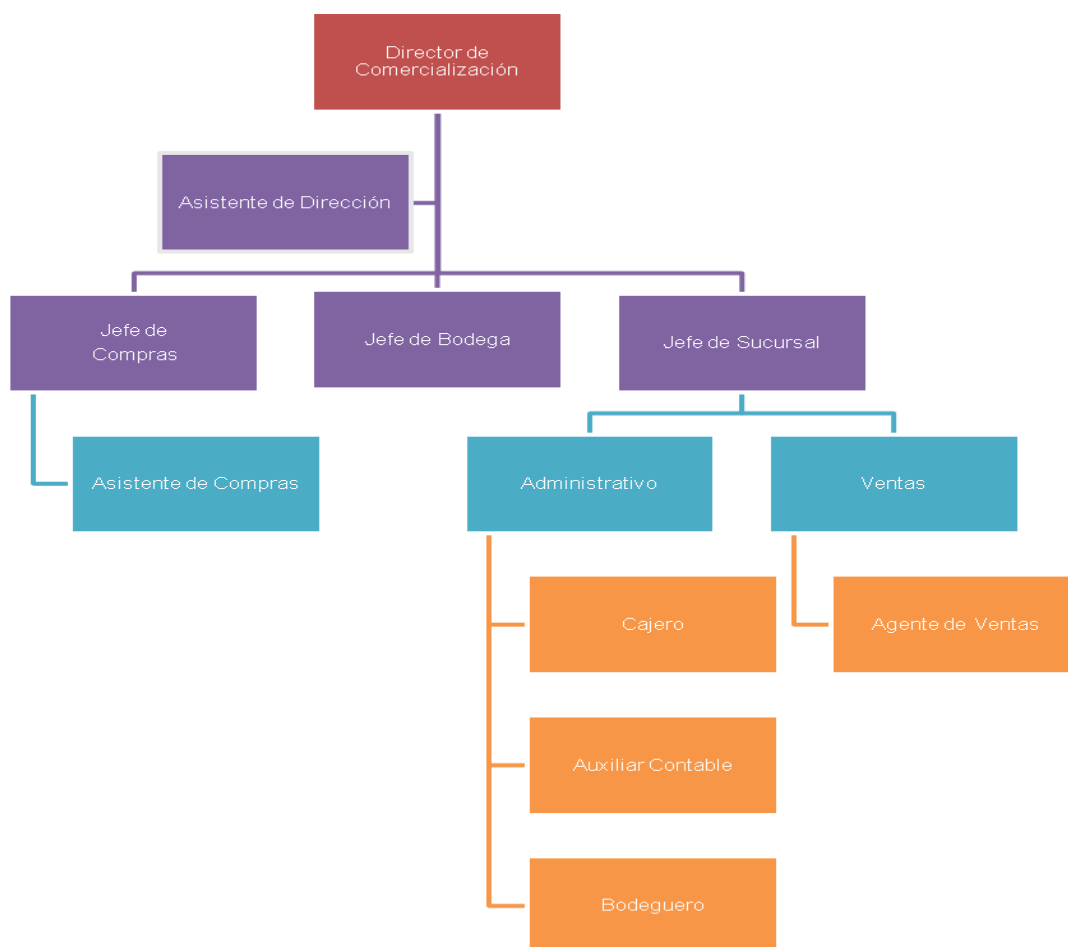 Director de
Comercialización
Asistente de Dirección
Jefe de
Compras
Jefe de Bodega
Jefe de Sucursal
Asistente de Compras
Administrativo
Ventas
Cajero
Agente de Ventas
Auxiliar Contable
Bodeguero